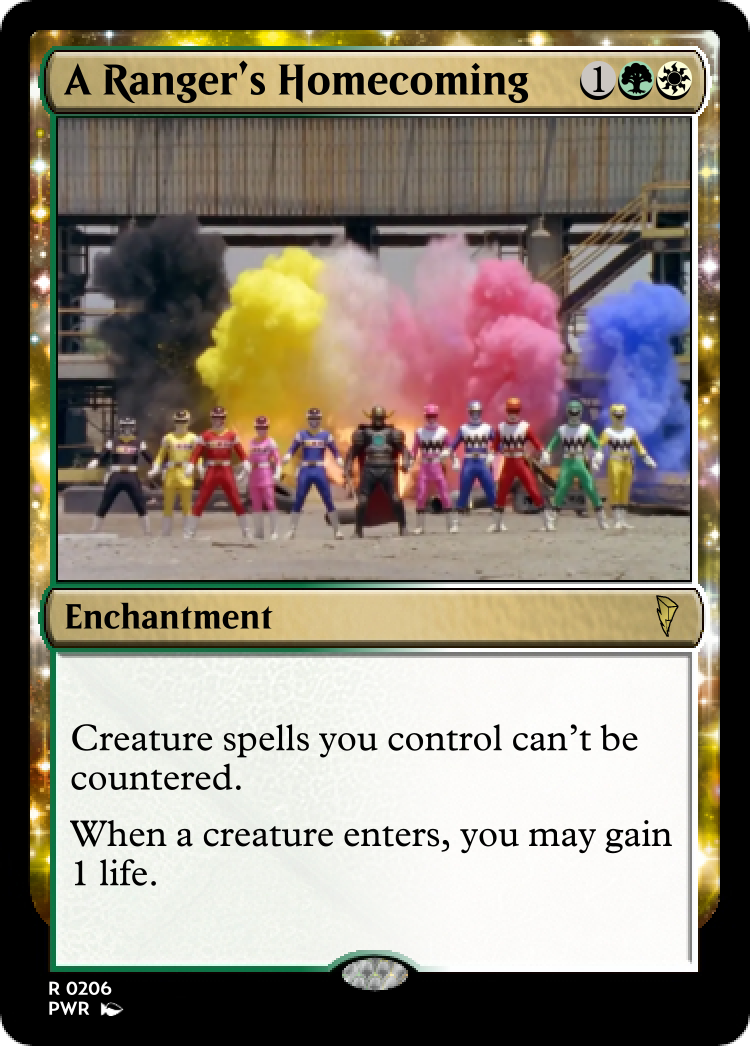 A Ranger's Homecoming 1
Enchantment
Creature spells you control can't be
countered.
When a creature enters, you may gain
1 life.
R 0206
PWR